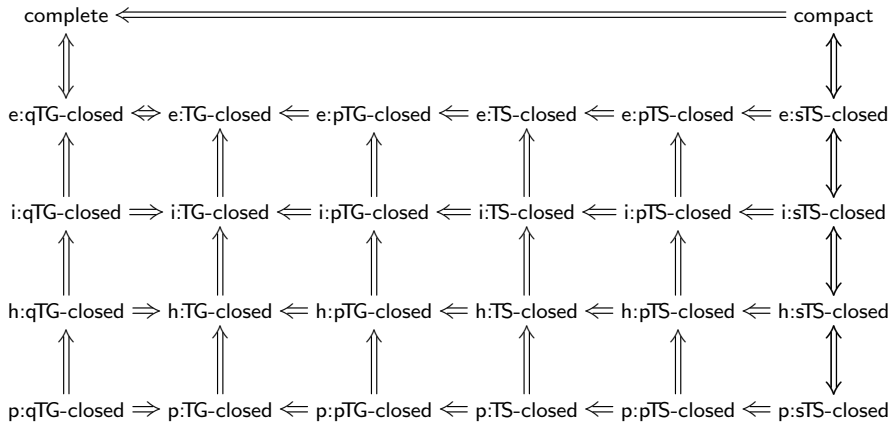 complete ⟸ compact
e:qTG-closed ⇔ e:TG-closed ⇐ e:pTG-closed ⇐ e:TS-closed ⇐ e:pTS-closed ⇐ e:sTS-closed
i:qTG-closed ⇒ i:TG-closed ⇐ i:pTG-closed ⇐ i:TS-closed ⇐ i:pTS-closed ⇐ i:sTS-closed
h:qTG-closed ⇒ h:TG-closed ⇐ h:pTG-closed ⇐ h:TS-closed ⇐ h:pTS-closed ⇐ h:sTS-closed
p:qTG-closed ⇒ p:TG-closed ⇐ p:pTG-closed ⇐ p:TS-closed ⇐ p:pTS-closed ⇐ p:sTS-closed